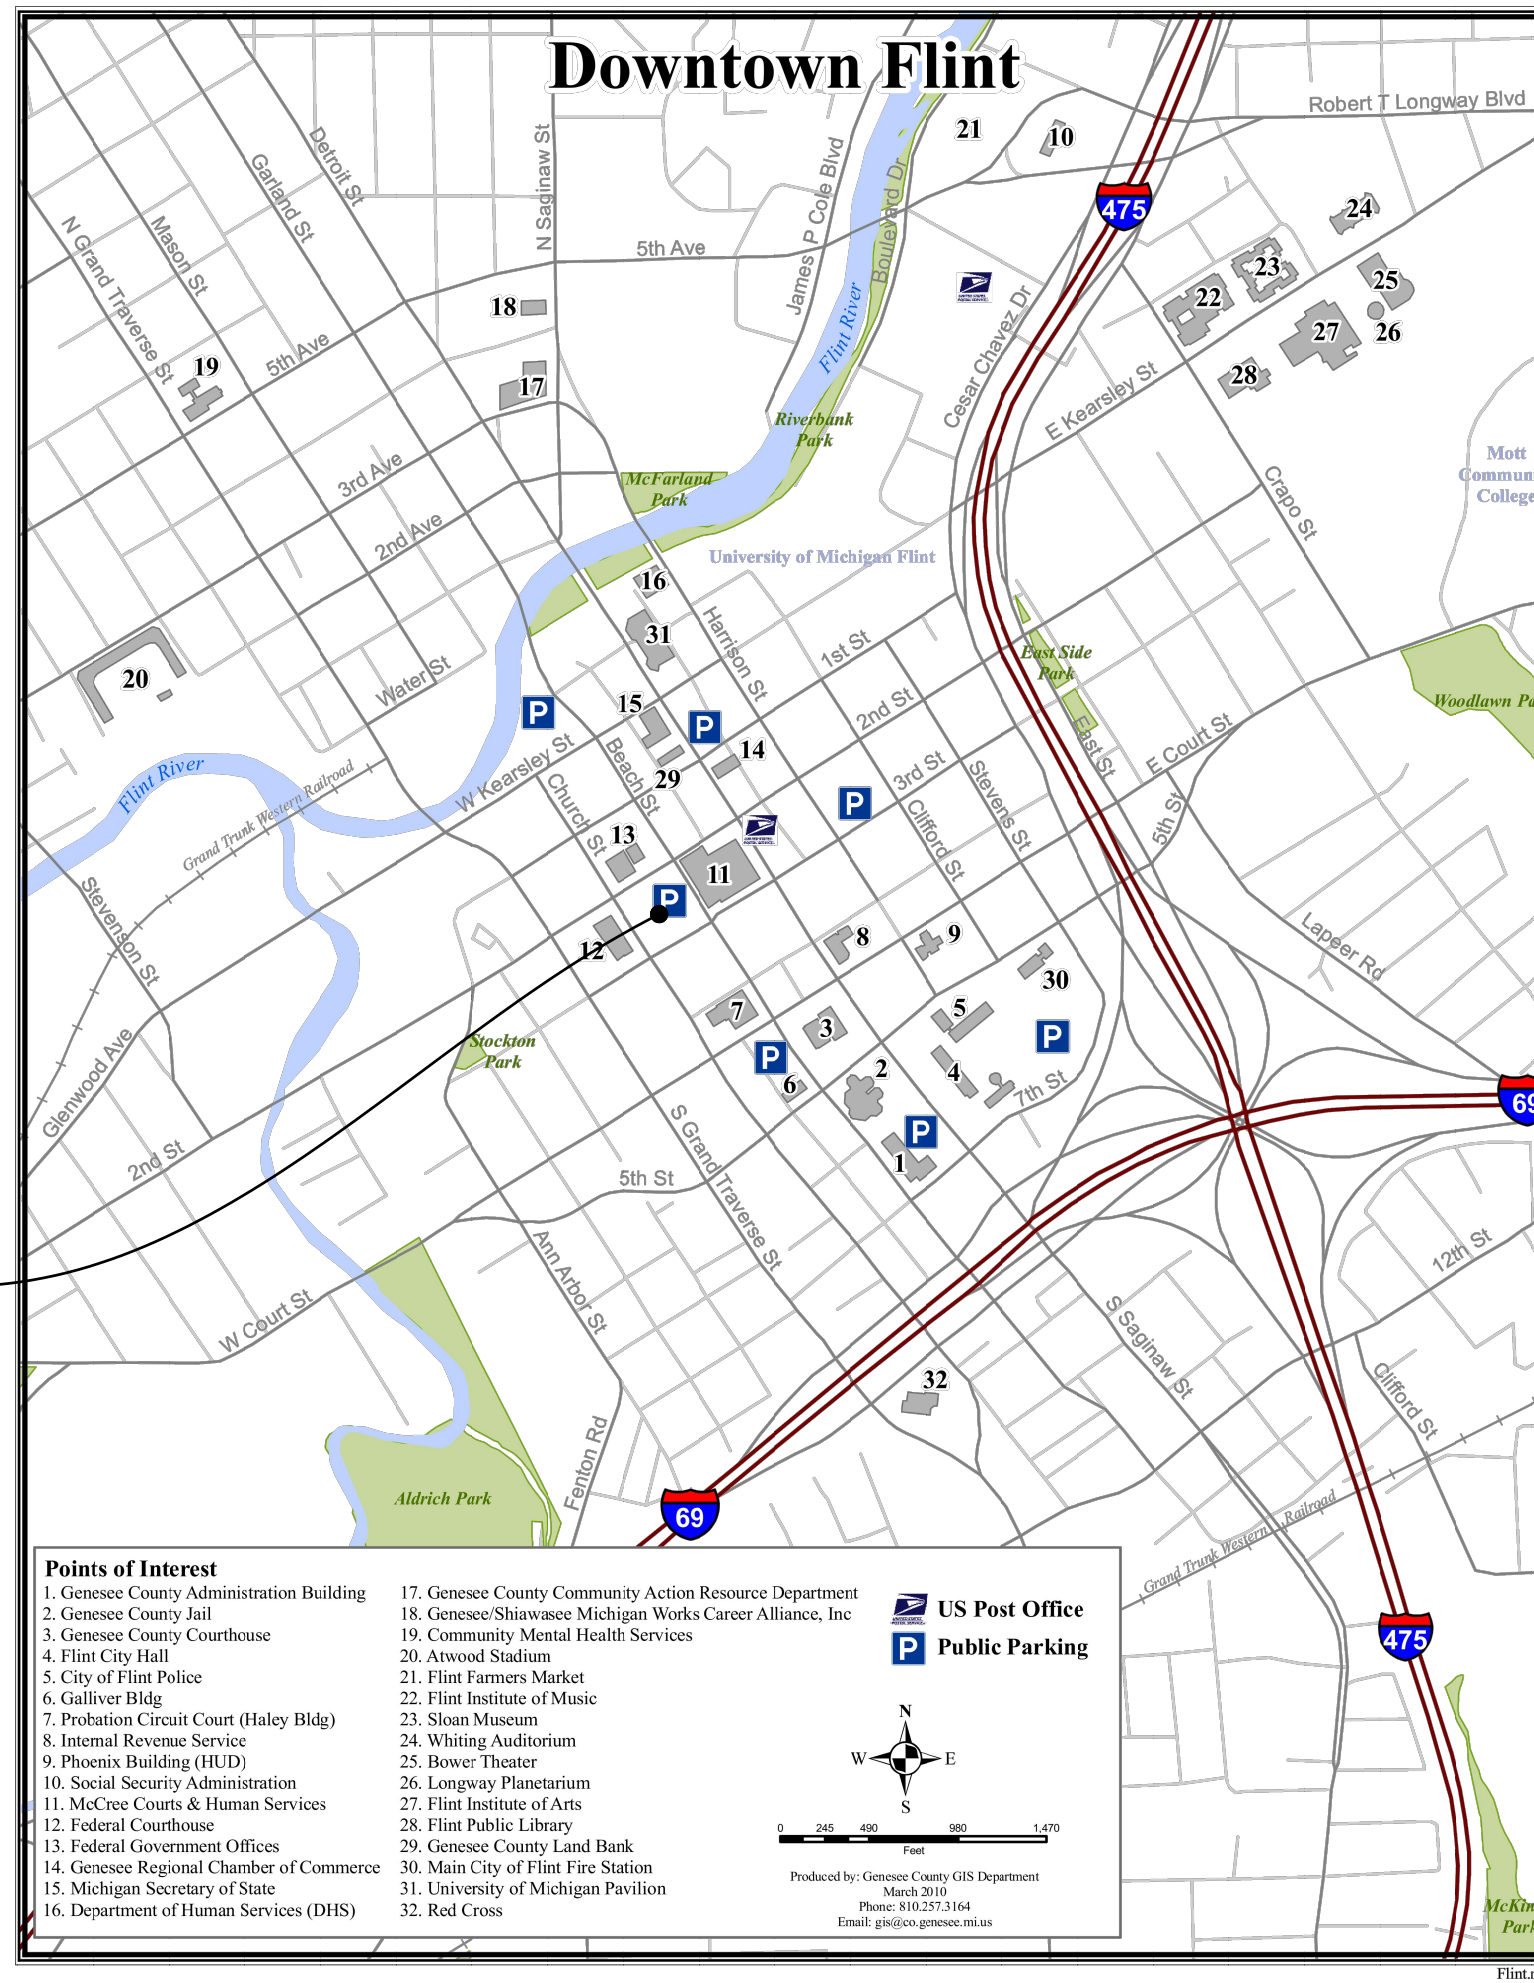 Downtown Flint
Robert T Longway Blvd
21
10
Detroit St
Garland St
N Saginaw St
James P Cole Blvd
Boulevard Dr
475
24
N Grand Traverse St
Mason St
5th Ave
23
25
22
18
Flint River
Cesar Chavez Dr
27
26
5th Ave
19
17
28
E Kearsley St
Riverbank
Park
Mott
College
3rd Ave
McFarland
Park
Crapo St
2nd Ave
University of Michigan Flint
16
31
Harrison St
1st St
East Side
Park
20
Water St
15
P
P
2nd St
Woodlawn
East St
E Court St
14
W Kearsley St
Beach St
29
3rd St
Stevens St
Flint River
Grand Trunk Western Railroad
Church St
P
Clifford St
5th St
13
11
Stevenson St
P
12
8
9
Lapeer Rd
30
7
5
3
P
Stockton
Park
P
6
2
4
7th St
69
Glenwood Ave
2nd St
P
1
5th St
S Grand Traverse St
Ann Arbor St
12th St
W Court St
S Saginaw St
32
Clifford St
Fenton Rd
Aldrich Park
69
Grand Trunk Western Railroad
475
Points of Interest
1. Genesee County Administration Building
2. Genesee County Jail
3. Genesee County Courthouse
4. Flint City Hall
5. City of Flint Police
6. Galliver Bldg
7. Probation Circuit Court (Haley Bldg)
8. Internal Revenue Service
9. Phoenix Building (HUD)
10. Social Security Administration
11. McCree Courts & Human Services
12. Federal Courthouse
13. Federal Government Offices
14. Genesee Regional Chamber of Commerce
15. Michigan Secretary of State
16. Department of Human Services (DHS)
17. Genesee County Community Action Resource Department
18. Genesee/Shiawasee Michigan Works Career Alliance, Inc
19. Community Mental Health Services
20. Atwood Stadium
21. Flint Farmers Market
22. Flint Institute of Music
23. Sloan Museum
24. Whiting Auditorium
25. Bower Theater
26. Longway Planetarium
27. Flint Institute of Arts
28. Flint Public Library
29. Genesee County Land Bank
30. Main City of Flint Fire Station
31. University of Michigan Pavilion
32. Red Cross
US Post Office
P Public Parking
N
W E
S
0 245 490 980 1,470
Feet
Produced by: Genesee County GIS Department
March 2010
Phone: 810.257.3164
Email: gis@co.genesee.mi.us
Park